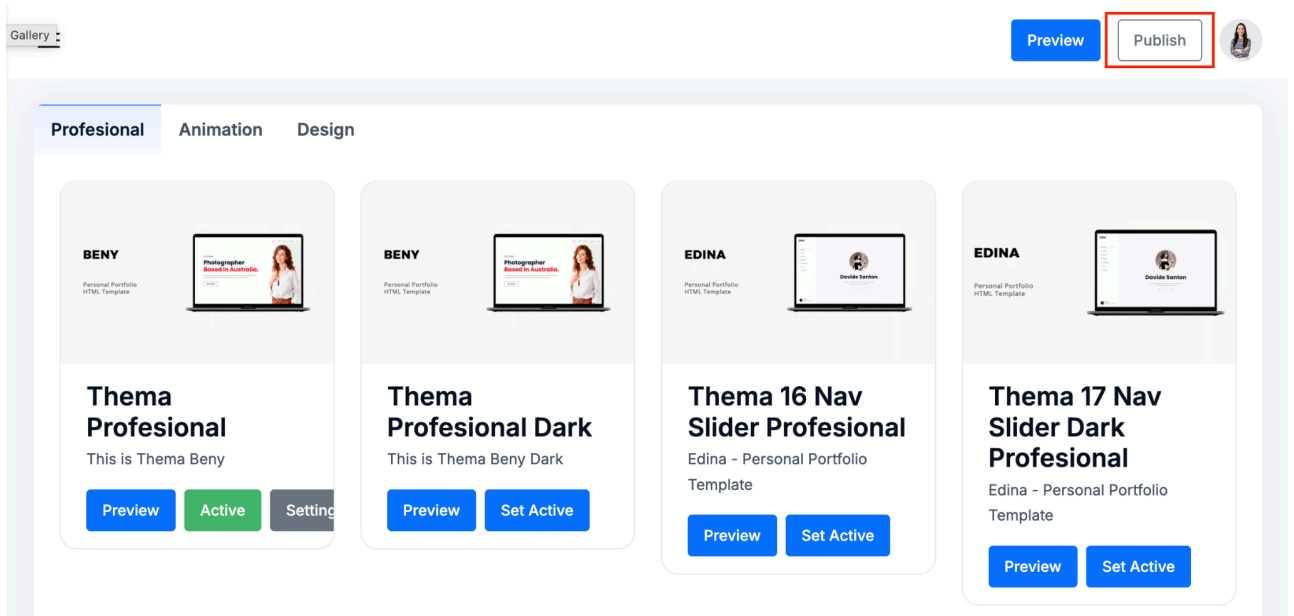 Gallery
Preview
Publish
Profesional
Animation
Design
BENY
Personal Portfolio
HTML Template
Photographer
Based In Australia.
BENY
Personal Portfolio
HTML Template
Photographer
Based In Australia.
EDINA
Personal Portfolio
HTML Template
Davide Santon
EDINA
Personal Portfolio
HTML Template
Davide Santon
Thema
Profesional
This is Thema Beny
Preview
Active
Setting
Thema
Profesional Dark
This is Thema Beny Dark
Preview
Set Active
Thema 16 Nav
Slider Profesional
Edina - Personal Portfolio
Template
Preview
Set Active
Thema 17 Nav
Slider Dark
Profesional
Edina - Personal Portfolio
Template
Preview
Set Active